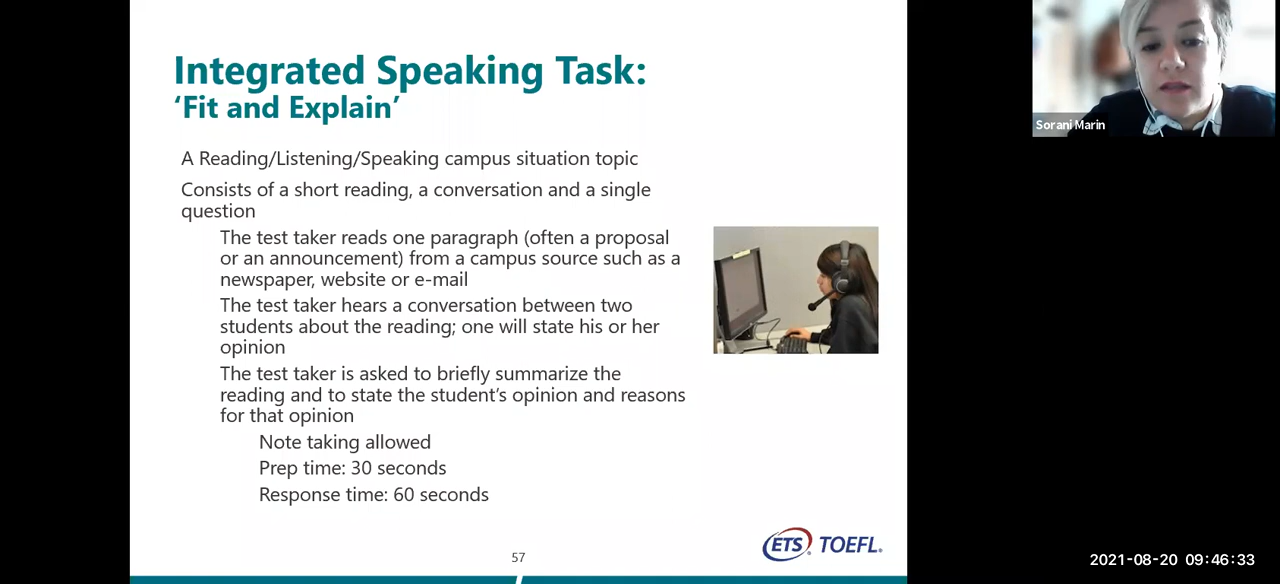 Integrated Speaking Task:
‘Fit and Explain’
A Reading/Listening/Speaking campus situation topic
Consists of a short reading, a conversation and a single
question
The test taker reads one paragraph (often a proposal
or an announcement) from a campus source such as a
newspaper, website or e-mail
The test taker hears a conversation between two
students about the reading; one will state his or her
opinion
The test taker is asked to briefly summarize the
reading and to state the student’s opinion and reasons
for that opinion
Note taking allowed
Prep time: 30 seconds
Response time: 60 seconds
57
ETS TOEFL.
Sorani Marin
2021-08-20 09:46:33